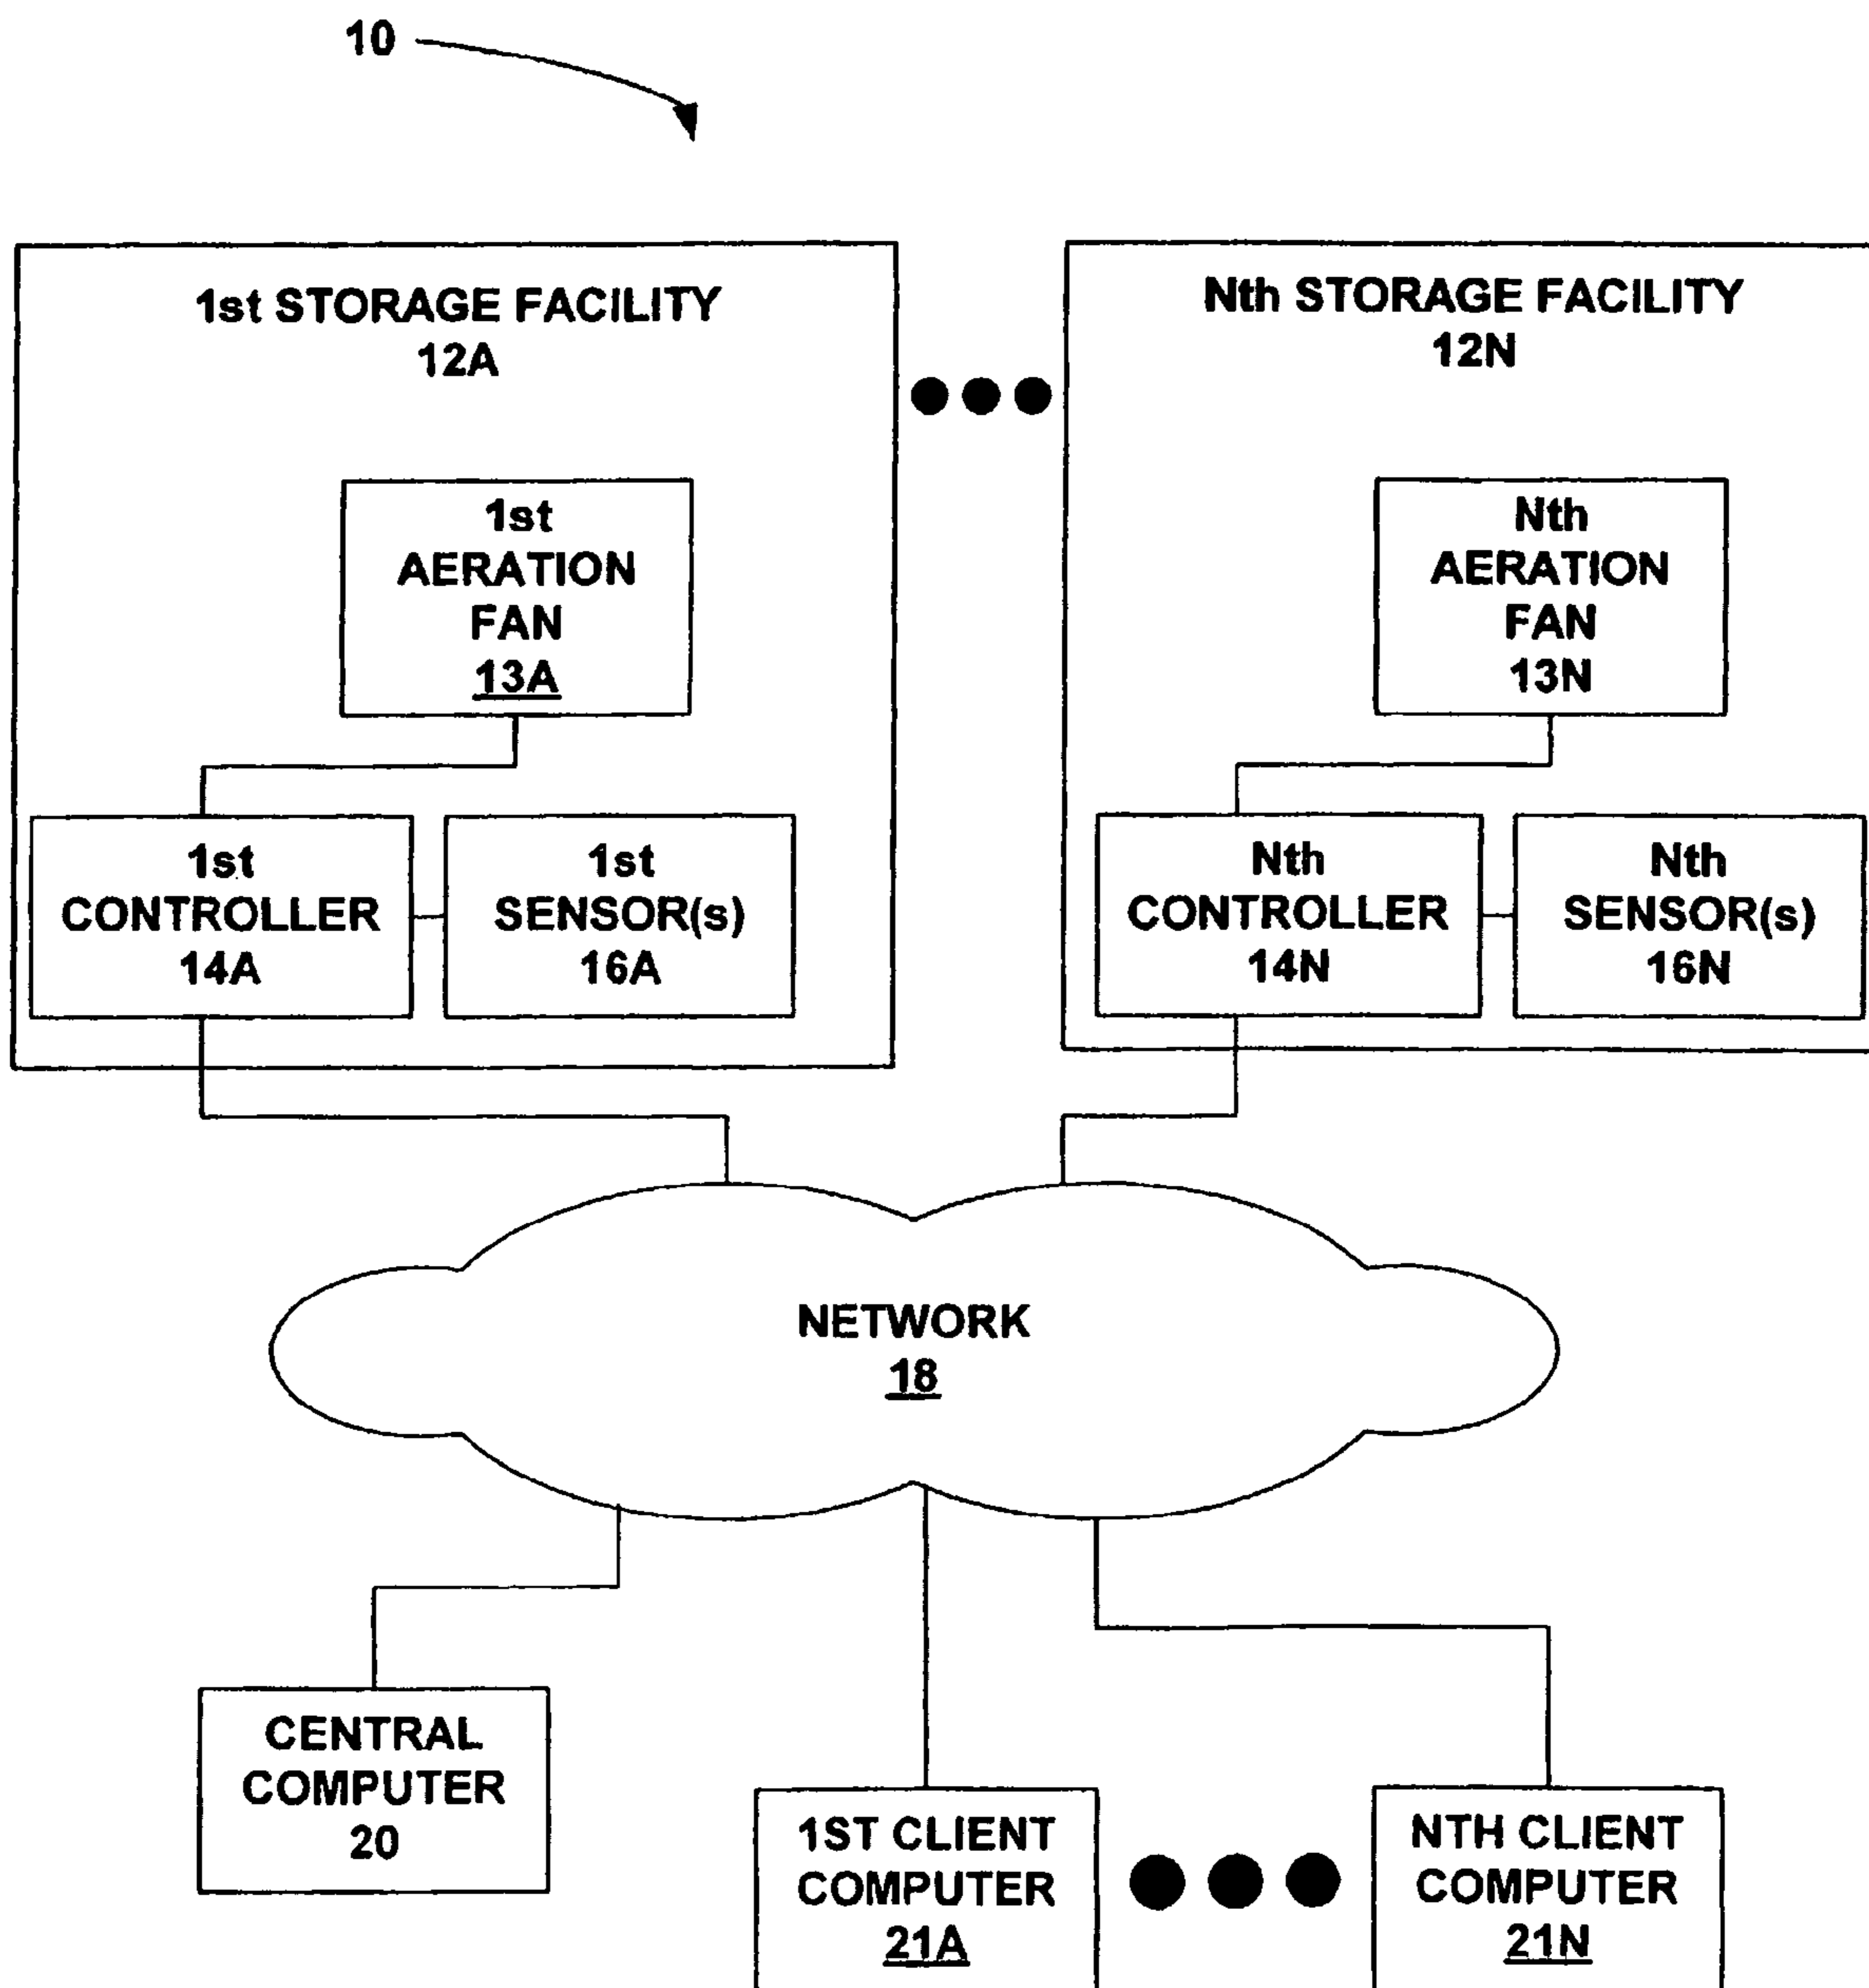 10
1st STORAGE FACILITY
12A
Nth STORAGE FACILITY
12N
1st
AERATION
FAN
13A
Nth
AERATION
FAN
13N
1st
CONTROLLER
14A
1st
SENSOR(s)
16A
Nth
CONTROLLER
14N
Nth
SENSOR(s)
16N
NETWORK
18
CENTRAL
COMPUTER
20
1ST CLIENT
COMPUTER
21A
NTH CLIENT
COMPUTER
21N